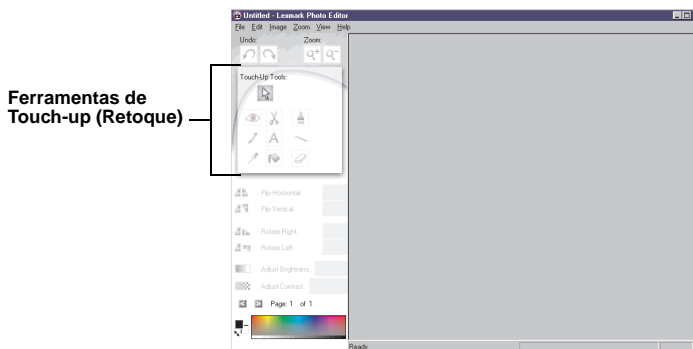 Untitled - Lexmark Photo Editor
File Edit Image Zoom View Help
Undo: Zoom:
Ferramentas de
Touch-up (Retoque)
Touch-Up Tools:
A
Flip Horizontal:
Flip Vertical:
Rotate Right:
Rotate Left:
Adjust Brightness:
Adjust Contrast:
Page: 1 of 1
Ready